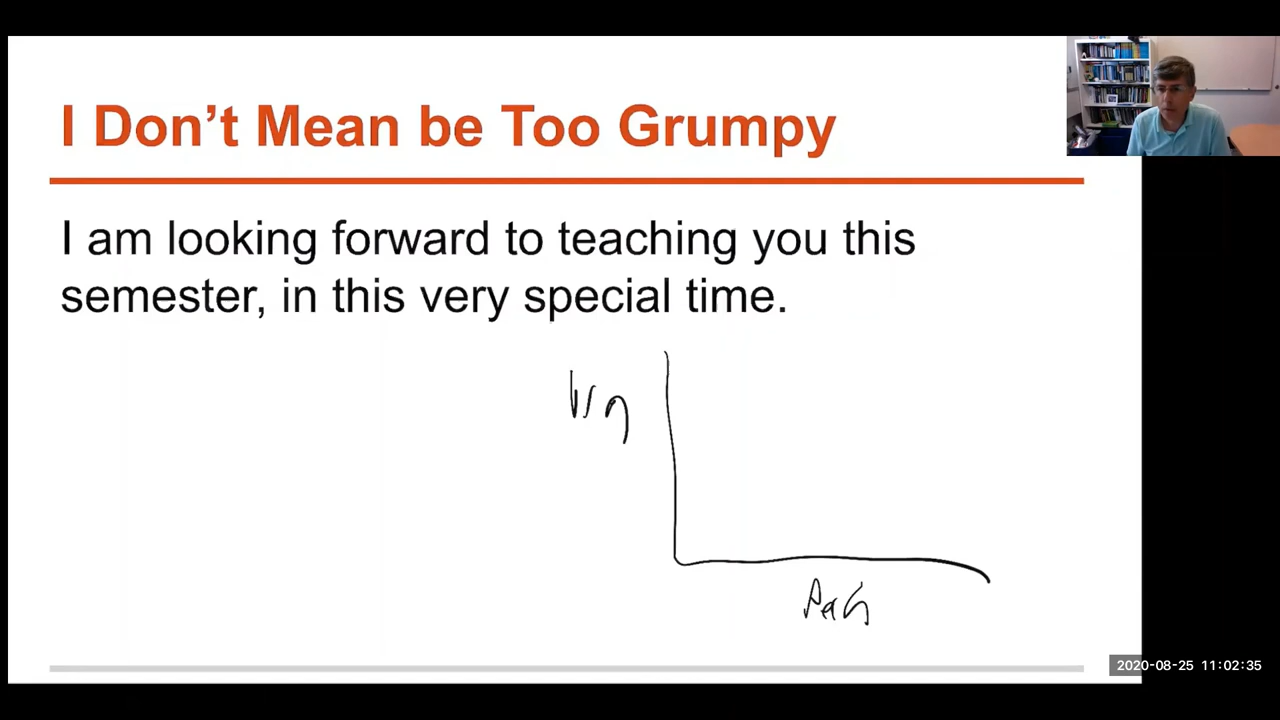 I Don’t Mean be Too Grumpy
I am looking forward to teaching you this
semester, in this very special time.
2020-08-25 11:02:35